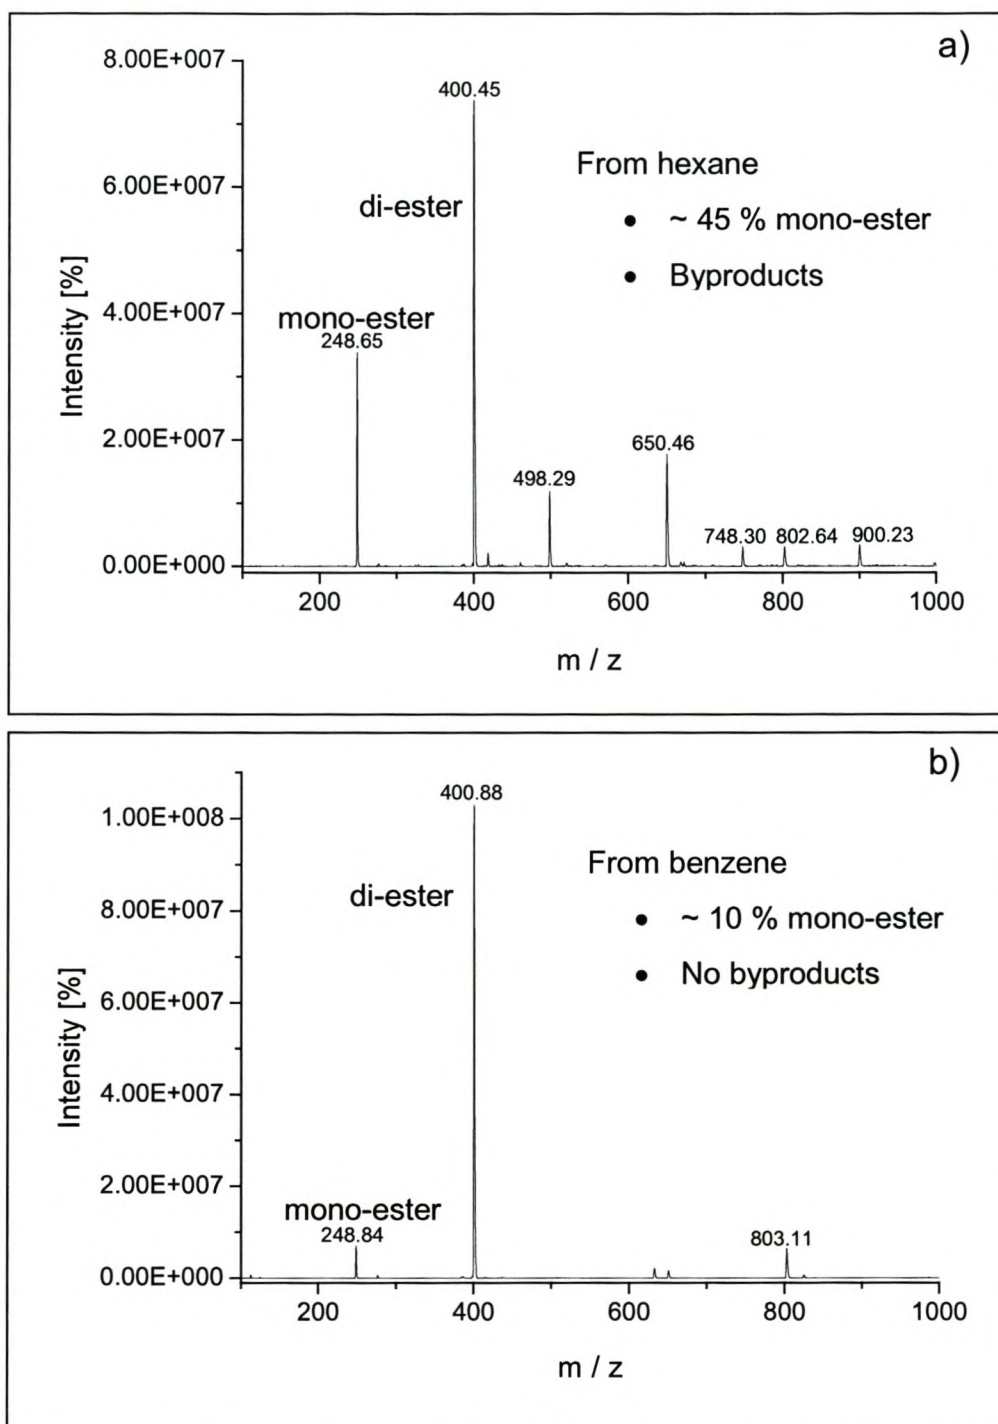 a)
8.00E+007
6.00E+007
4.00E+007
2.00E+007
0.00E+000
Intensity [%]
400.45
di-ester
mono-ester
248.65
498.29
650.46
748.30
802.64
900.23
From hexane
• ~ 45 % mono-ester
• Byproducts
200
400
600
800
1000
m / z
b)
1.00E+008
8.00E+007
6.00E+007
4.00E+007
2.00E+007
0.00E+000
Intensity [%]
400.88
di-ester
mono-ester
248.84
803.11
From benzene
• ~ 10 % mono-ester
• No byproducts
200
400
600
800
1000
m / z